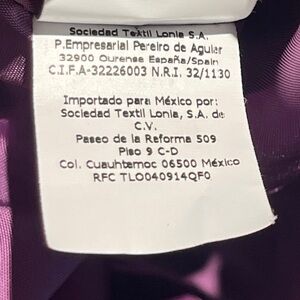 Sociedad Textil Lonia S.A.
P.Empresarial Pereiro de Aguiar
32900 Ourense España/Spain
C.I.F.A-32226003 N.R.I. 32/1130
Importado para México por:
Sociedad Textil Lonia, S.A. de
C.V.
Paseo de la Reforma 509
Piso 9 C-D
Col. Cuauhtamoc 06500 México
RFC TLO040914QF0